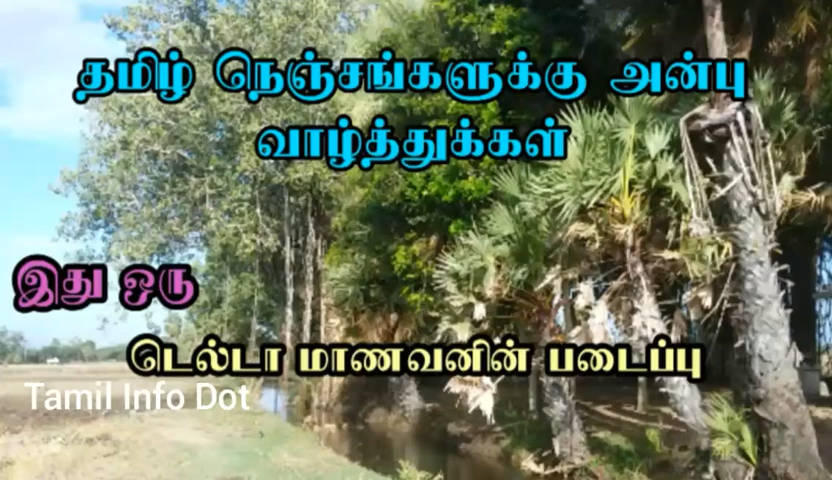 தமிழ் நெஞ்சங்களுக்கு அன்பு
வாழ்த்துக்கள்
இது ஒரு
டெல்டா மாணவனின் படைப்பு
Tamil Info Dot